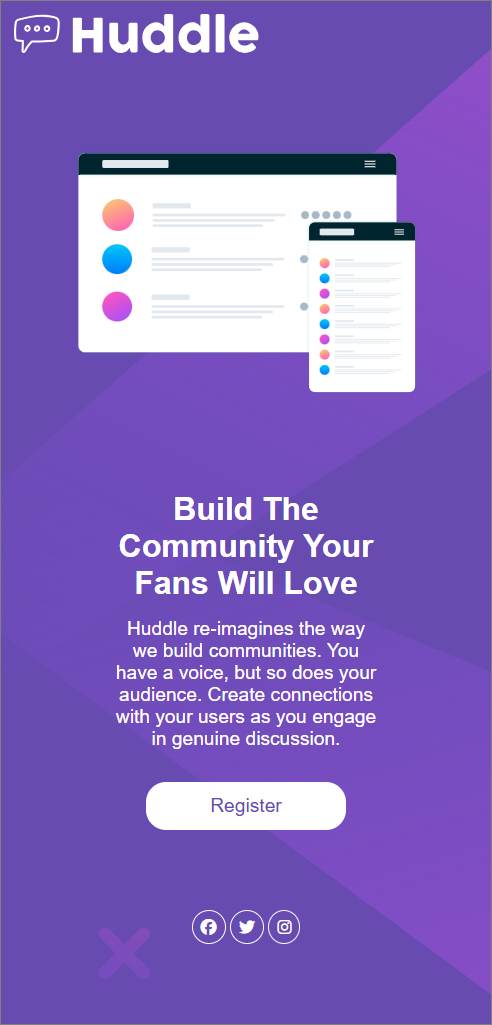 Huddle
Build The
Community Your
Fans Will Love
Huddle re-imagines the way
we build communities. You
have a voice, but so does your
audience. Create connections
with your users as you engage
in genuine discussion.
Register